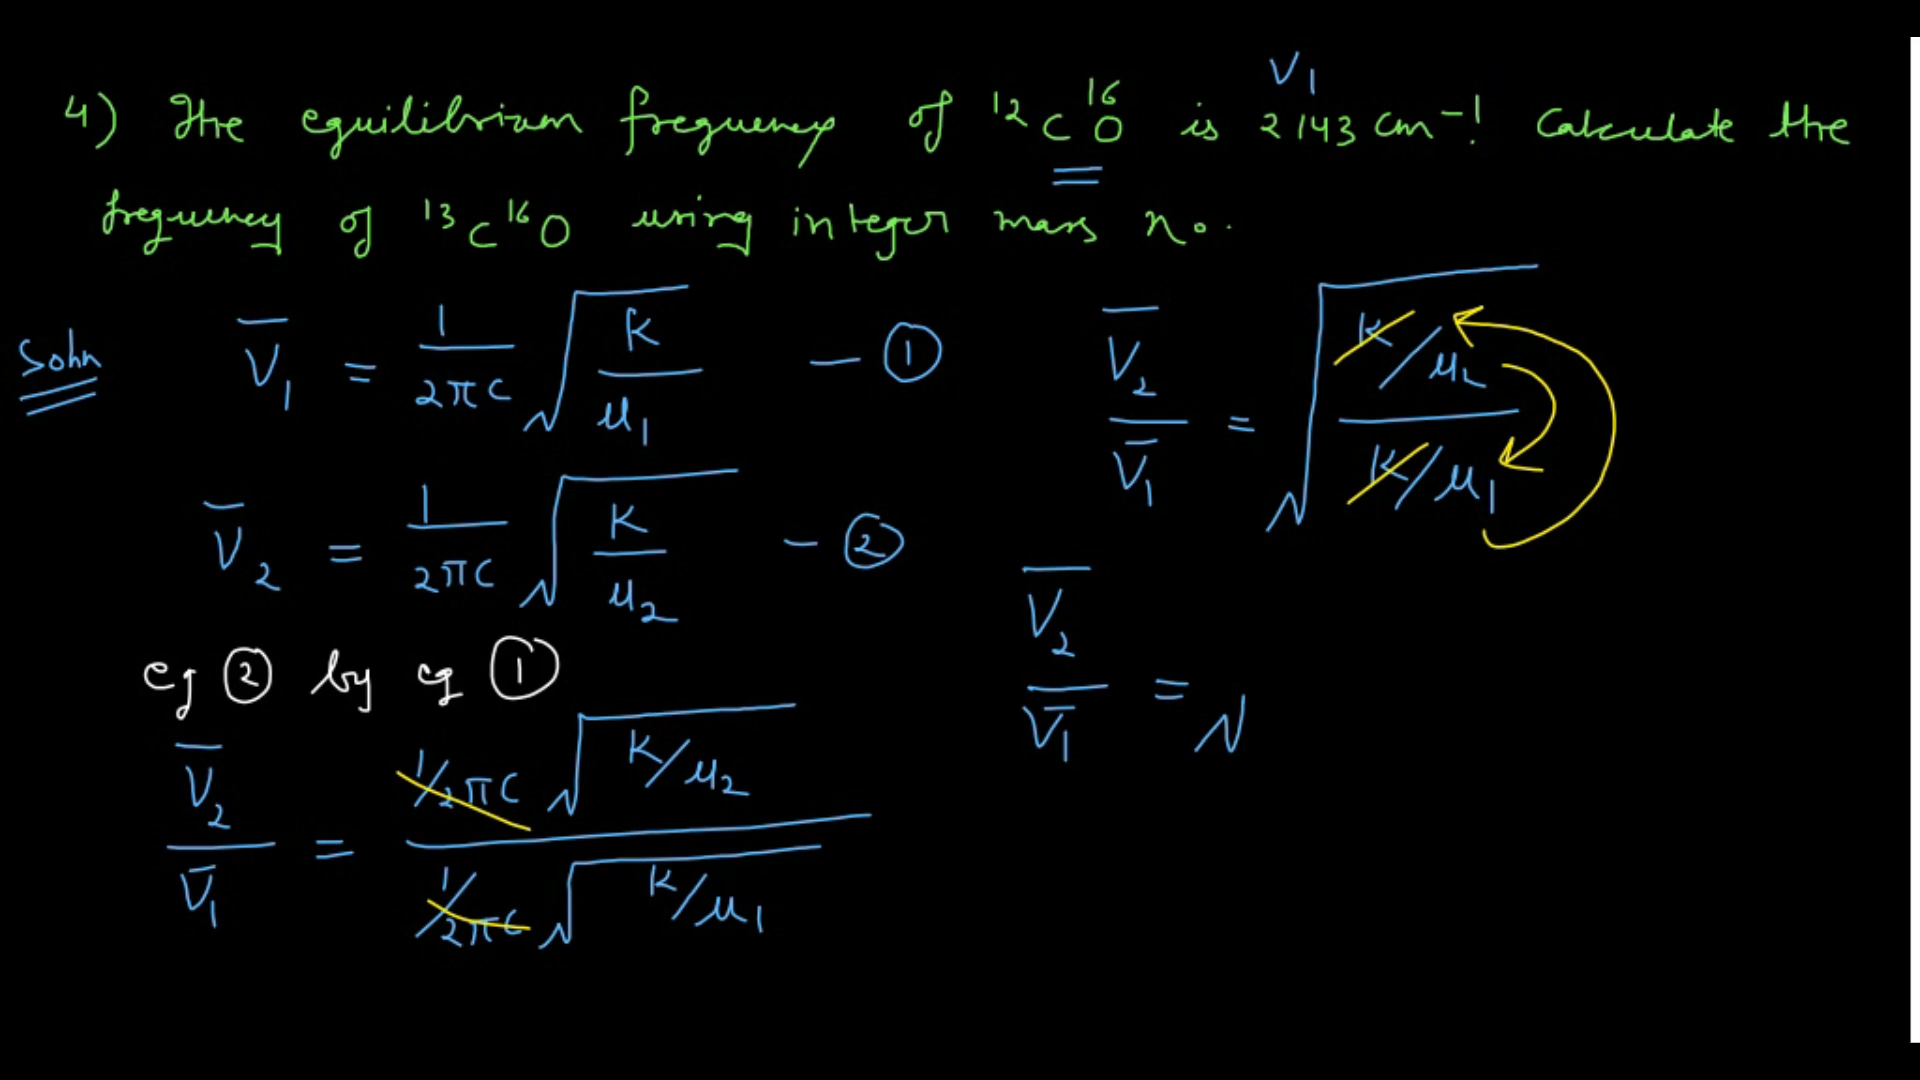 4) The equilibrium frequency of ¹²C¹⁶O is 2143 cm⁻¹. Calculate the
ν₁
frequency of ¹³C¹⁶O using integer mass no.
Soln
ν̅₁ = 1/2πc √(K/μ₁) — ①
ν̅₂ = 1/2πc √(K/μ₂) — ②
eq ② by eq ①
ν̅₂/ν̅₁ = (1/2πc √(K/μ₂)) / (1/2πc √(K/μ₁))
ν̅₂/ν̅₁ = √((K/μ₂)/(K/μ₁))
ν̅₂/ν̅₁ = √